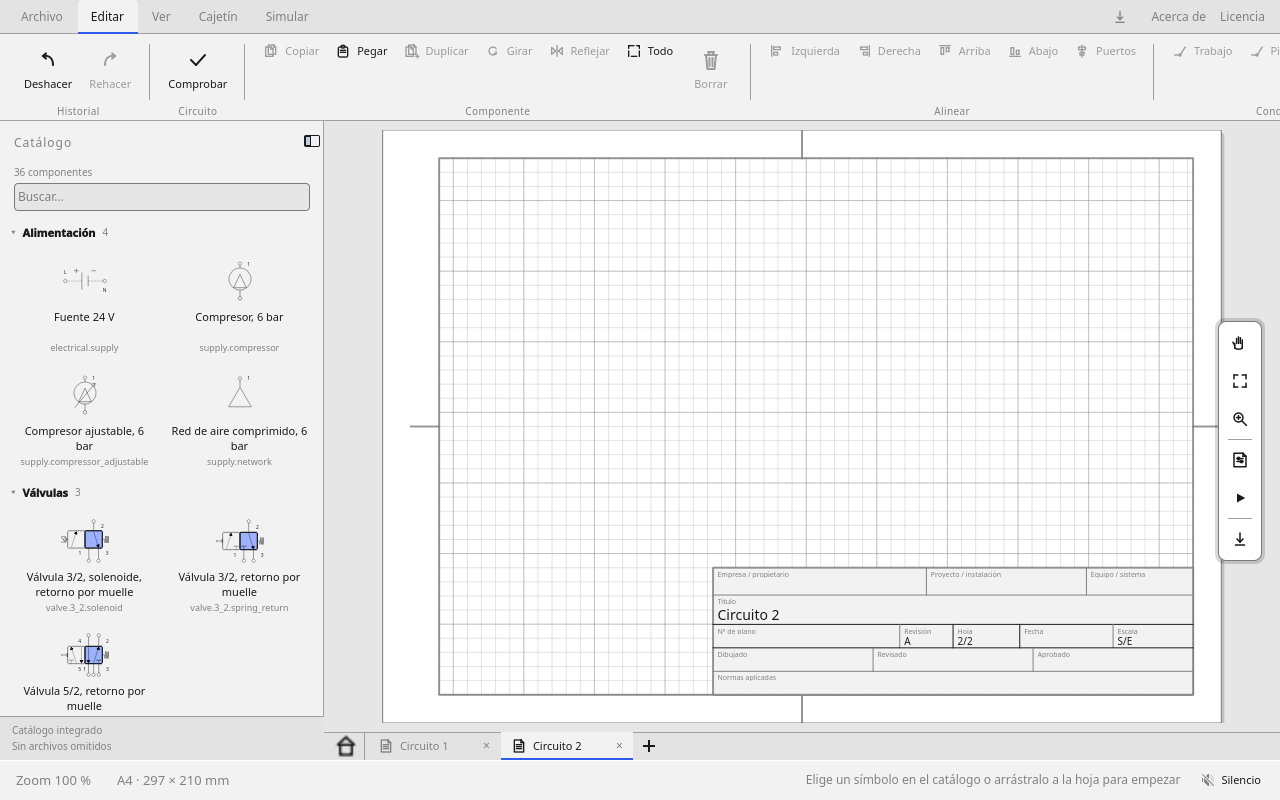 Archivo
Editar
Ver
Cajetín
Simular
Acerca de
Licencia
Deshacer
Rehacer
Historial
Comprobar
Circuito
Copiar
Pegar
Duplicar
Girar
Reflejar
Todo
Borrar
Componente
Izquierda
Derecha
Arriba
Abajo
Puertos
Alinear
Trabajo
Catálogo
36 componentes
Buscar...
Alimentación 4
Fuente 24 V
electrical.supply
Compresor, 6 bar
supply.compressor
Compresor ajustable, 6
bar
supply.compressor_adjustable
Red de aire comprimido, 6
bar
supply.network
Válvulas 3
Válvula 3/2, solenoide,
retorno por muelle
valve.3_2.solenoid
Válvula 3/2, retorno por
muelle
valve.3_2.spring_return
Válvula 5/2, retorno por
muelle
Catálogo integrado
Sin archivos omitidos
Empresa / propietario
Proyecto / instalación
Equipo / sistema
Título
Circuito 2
Nº de plano
Revisión
A
Hoja
2/2
Fecha
Escala
S/E
Dibujado
Revisado
Aprobado
Normas aplicadas
Circuito 1 ×
Circuito 2 ×
Zoom 100 %
A4 · 297 × 210 mm
Elige un símbolo en el catálogo o arrástralo a la hoja para empezar
Silencio